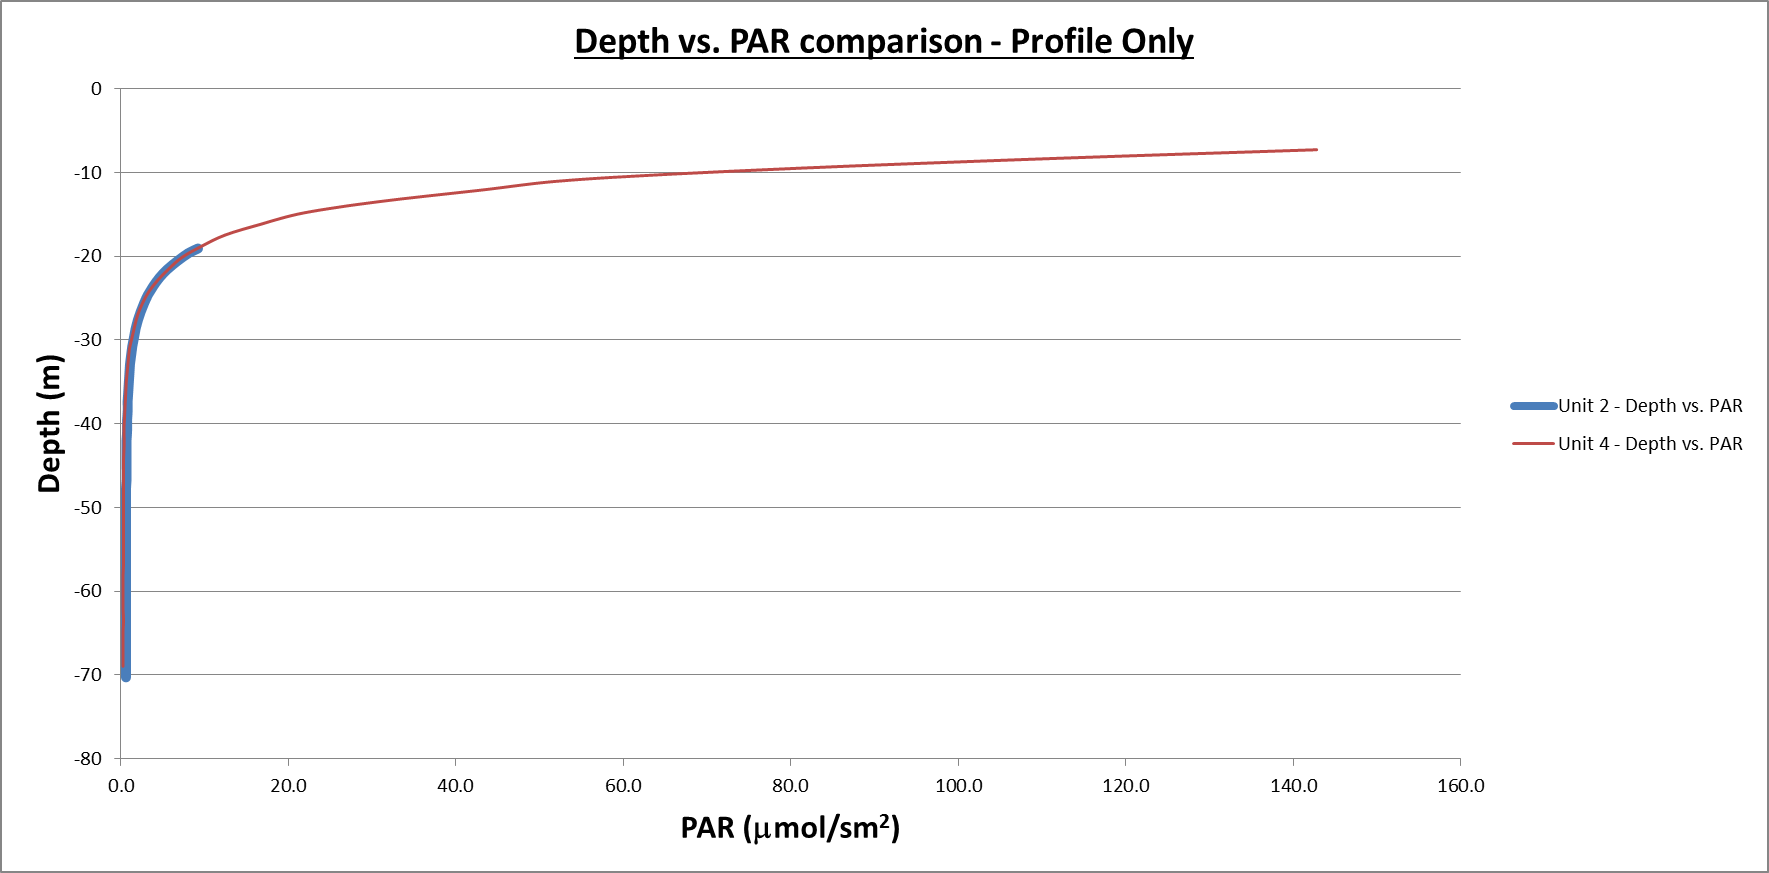 Depth vs. PAR comparison - Profile Only
0
-10
-20
-30
-40
-50
-60
-70
-80
0.0 20.0 40.0 60.0 80.0 100.0 120.0 140.0 160.0
Depth (m)
PAR (μmol/sm²)
Unit 2 - Depth vs. PAR
Unit 4 - Depth vs. PAR